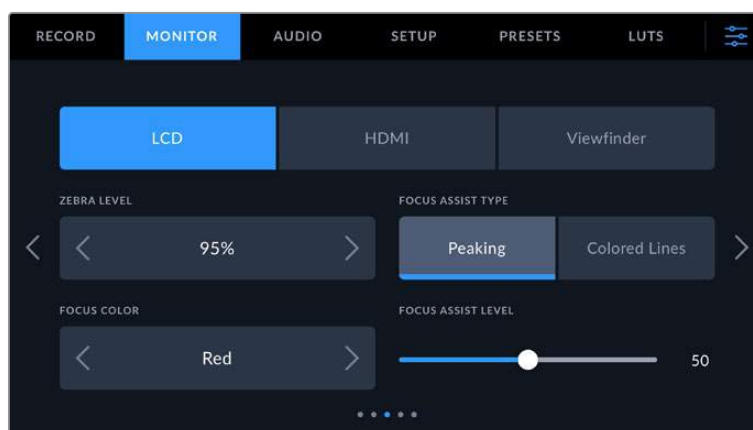 RECORD MONITOR AUDIO SETUP PRESETS LUTS
LCD HDMI Viewfinder
ZEBRA LEVEL FOCUS ASSIST TYPE
95% Peaking Colored Lines
FOCUS COLOR FOCUS ASSIST LEVEL
Red 50